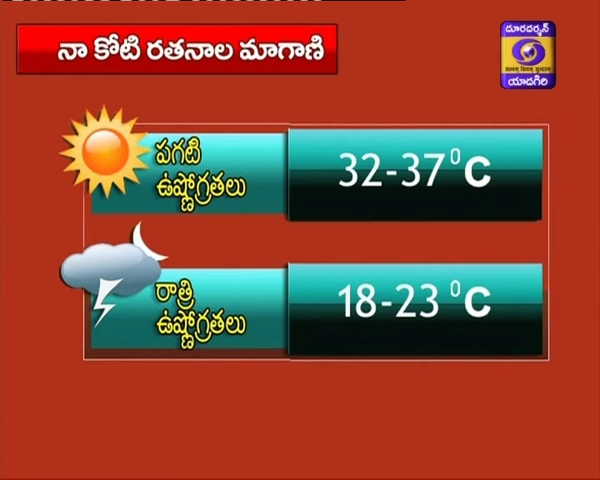 నా కోటి రతనాల మాగాణి
దూరదర్శన్
యాదగిరి
పగటి
ఉష్ణోగ్రతలు
32-37⁰C
రాత్రి
ఉష్ణోగ్రతలు
18-23⁰C